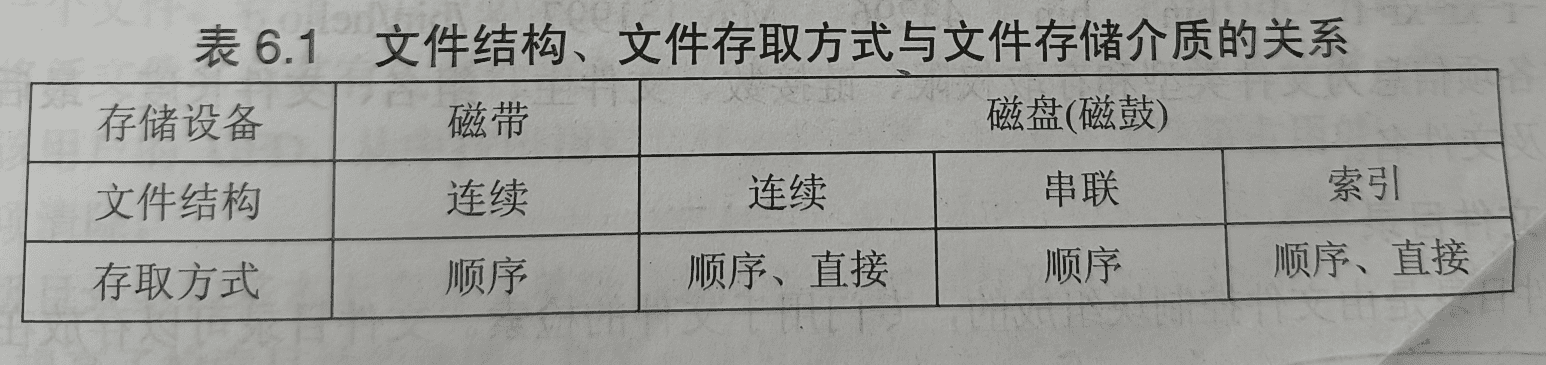 表 6.1 文件结构、文件存取方式与文件存储介质的关系
存储设备 磁带 磁盘(磁鼓)
文件结构 连续 连续 串联 索引
存取方式 顺序 顺序、直接 顺序 顺序、直接